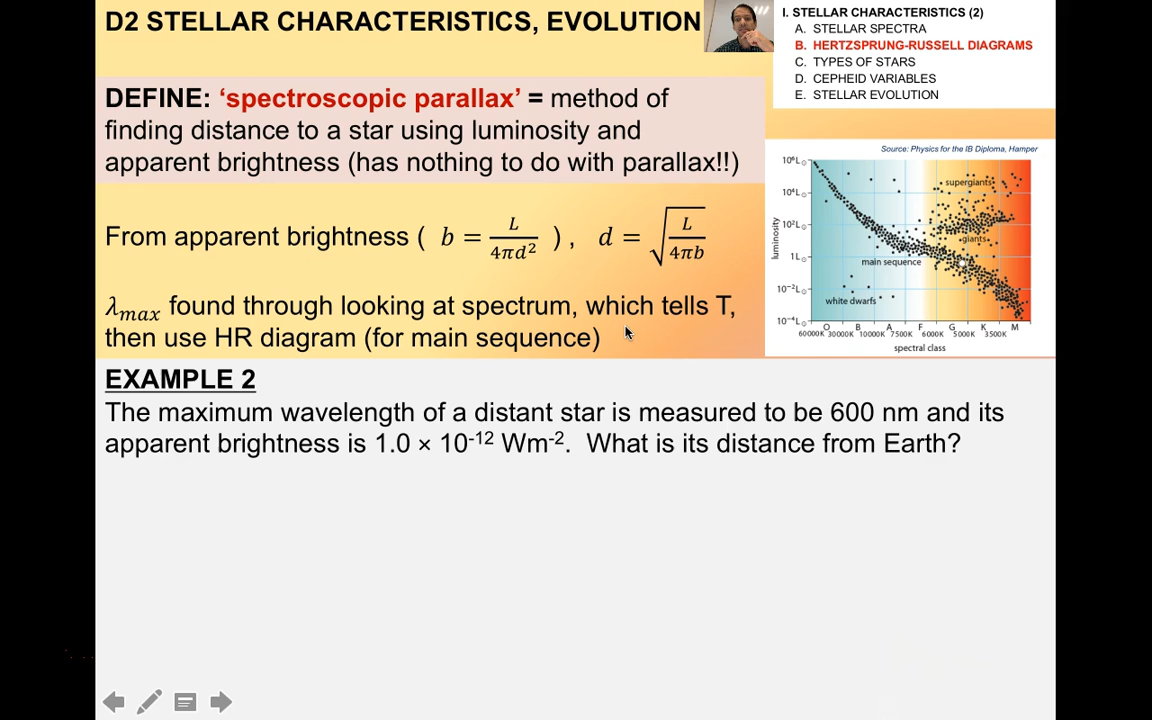 D2 STELLAR CHARACTERISTICS, EVOLUTION
I. STELLAR CHARACTERISTICS (2)
A. STELLAR SPECTRA
B. HERTZSPRUNG-RUSSELL DIAGRAMS
C. TYPES OF STARS
D. CEPHEID VARIABLES
E. STELLAR EVOLUTION
DEFINE: ‘spectroscopic parallax’ = method of
finding distance to a star using luminosity and
apparent brightness (has nothing to do with parallax!!)
From apparent brightness ( b = L/4πd² ) , d = √(L/4πb)
λmax found through looking at spectrum, which tells T,
then use HR diagram (for main sequence)
Source: Physics for the IB Diploma, Hamper
luminosity
10⁶L☉
10⁴L☉
10²L☉
1L☉
10⁻²L☉
10⁻⁴L☉
supergiants
giants
main sequence
white dwarfs
O B A F G K M
60000K 30000K 10000K 7500K 6000K 5000K 3500K
spectral class
EXAMPLE 2
The maximum wavelength of a distant star is measured to be 600 nm and its
apparent brightness is 1.0 × 10⁻¹² Wm⁻². What is its distance from Earth?